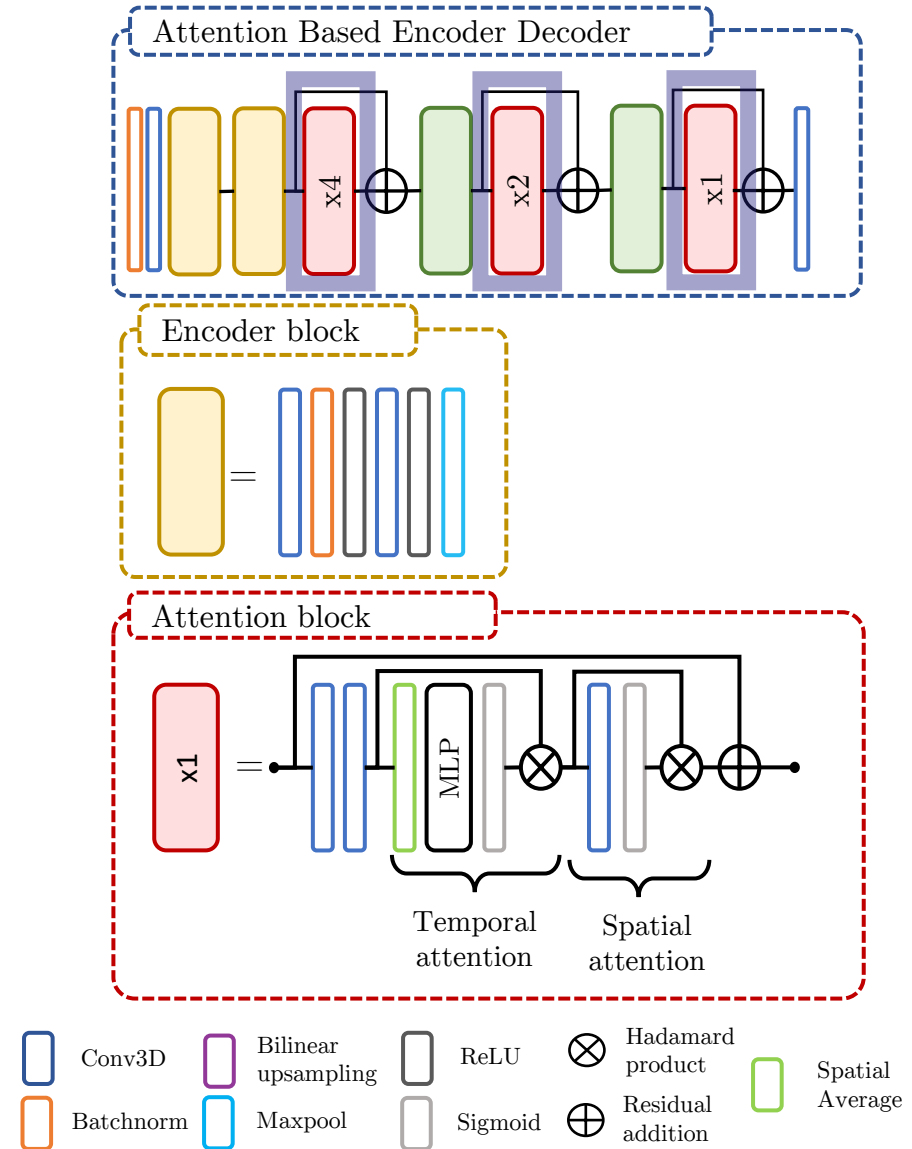 Attention Based Encoder Decoder
x4
x2
x1
Encoder block
=
Attention block
x1
=
MLP
Temporal
attention
Spatial
attention
Conv3D
Bilinear
upsampling
ReLU
Hadamard
product
Spatial
Average
Batchnorm
Maxpool
Sigmoid
Residual
addition